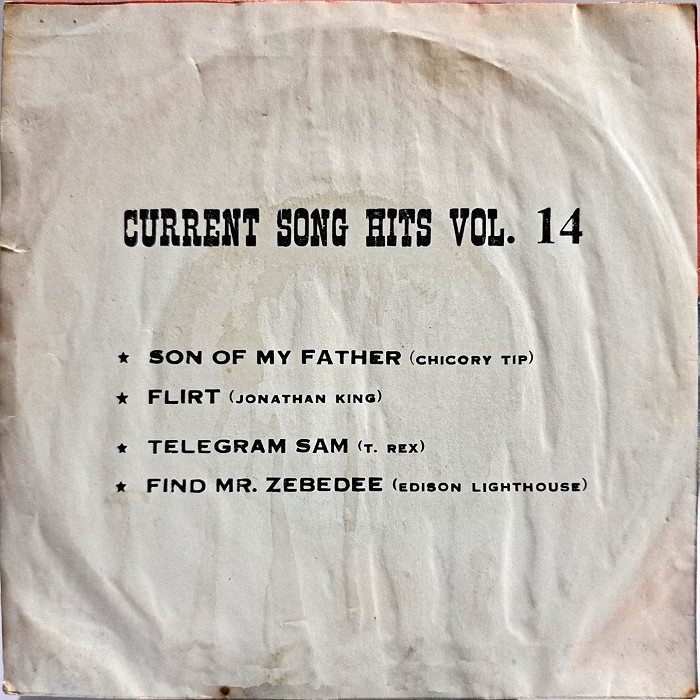 CURRENT SONG HITS VOL. 14
★ SON OF MY FATHER (CHICORY TIP)
★ FLIRT (JONATHAN KING)
★ TELEGRAM SAM (T. REX)
★ FIND MR. ZEBEDEE (EDISON LIGHTHOUSE)